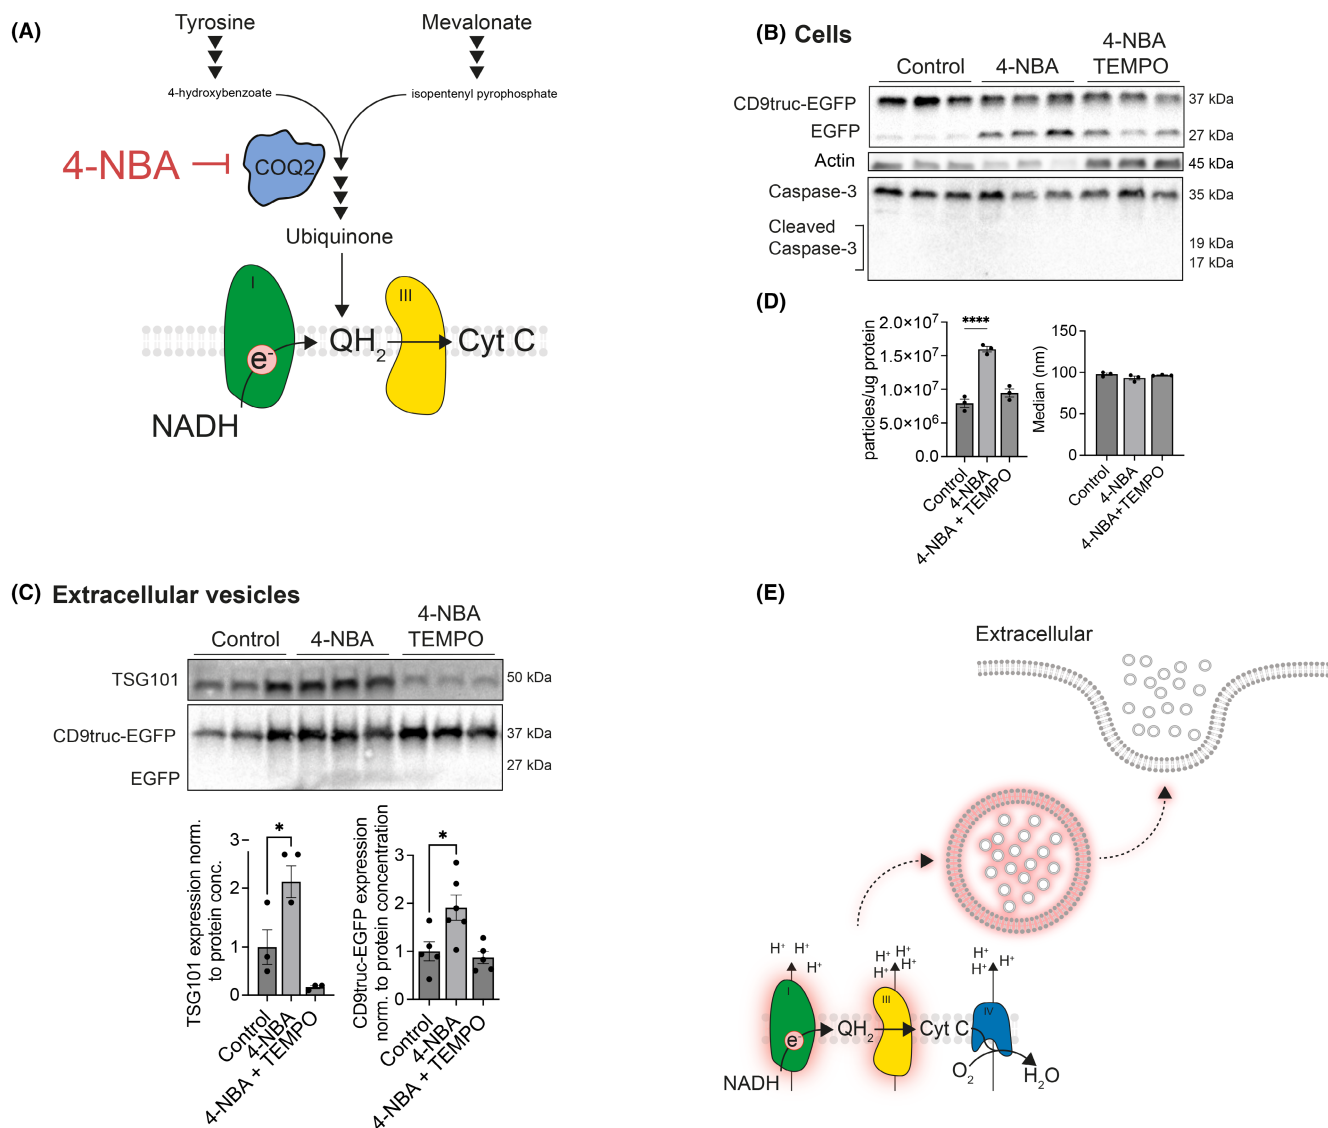 (A)
Tyrosine
Mevalonate
4-hydroxybenzoate
isopentenyl pyrophosphate
4-NBA
COQ2
Ubiquinone
I
III
e-
QH2
Cyt C
NADH
(B) Cells
Control
4-NBA
4-NBA
TEMPO
CD9truc-EGFP
37 kDa
EGFP
27 kDa
Actin
45 kDa
Caspase-3
35 kDa
Cleaved
Caspase-3
19 kDa
17 kDa
(D)
particles/ug protein
2.0×10⁷
1.5×10⁷
1.0×10⁷
5.0×10⁶
0.0
****
Control
4-NBA
4-NBA + TEMPO
Median (nm)
150
100
50
0
Control
4-NBA
4-NBA+TEMPO
(C) Extracellular vesicles
Control
4-NBA
4-NBA
TEMPO
TSG101
50 kDa
CD9truc-EGFP
37 kDa
27 kDa
EGFP
TSG101 expression norm.
to protein conc.
3
2
1
0
*
Control
4-NBA
4-NBA + TEMPO
CD9truc-EGFP expression
norm. to protein concentration
3
2
1
0
*
Control
4-NBA
4-NBA + TEMPO
(E)
Extracellular
H+ H+
H+
H+
H+ H+
H+
H+
H+ H+
I
III
IV
e-
QH2
Cyt C
NADH
O2
H2O